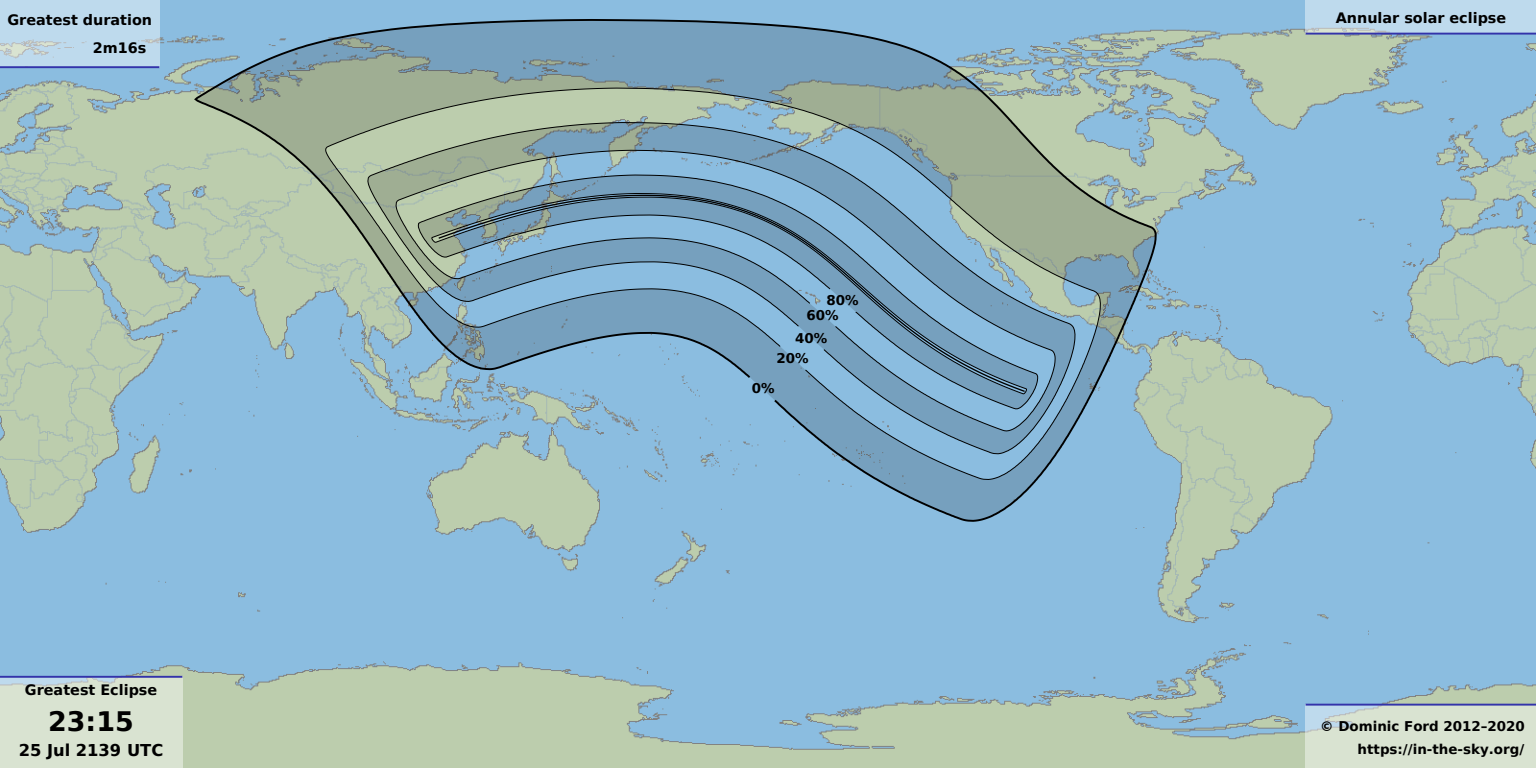 Greatest duration
2m16s
Annular solar eclipse
80%
60%
40%
20%
0%
Greatest Eclipse
23:15
25 Jul 2139 UTC
© Dominic Ford 2012–2020
https://in-the-sky.org/